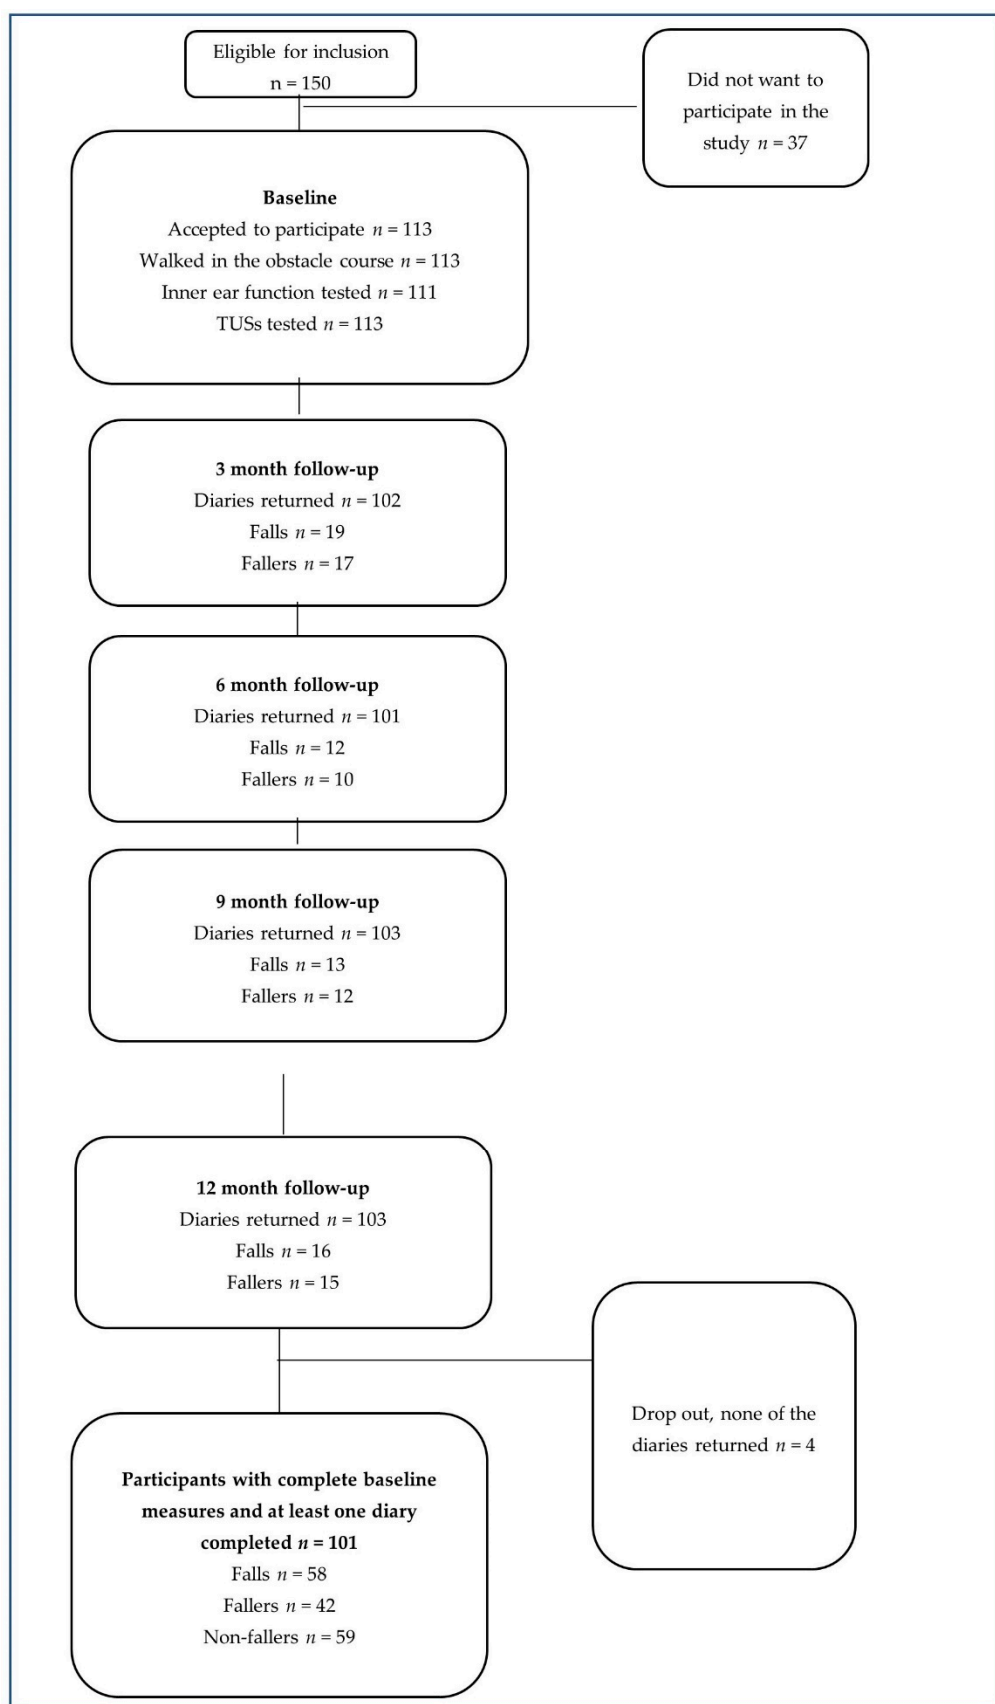 Eligible for inclusion
n = 150
Did not want to
participate in the
study n = 37
Baseline
Accepted to participate n = 113
Walked in the obstacle course n = 113
Inner ear function tested n = 111
TUSs tested n = 113
3 month follow-up
Diaries returned n = 102
Falls n = 19
Fallers n = 17
6 month follow-up
Diaries returned n = 101
Falls n = 12
Fallers n = 10
9 month follow-up
Diaries returned n = 103
Falls n = 13
Fallers n = 12
12 month follow-up
Diaries returned n = 103
Falls n = 16
Fallers n = 15
Drop out, none of the
diaries returned n = 4
Participants with complete baseline
measures and at least one diary
completed n = 101
Falls n = 58
Fallers n = 42
Non-fallers n = 59